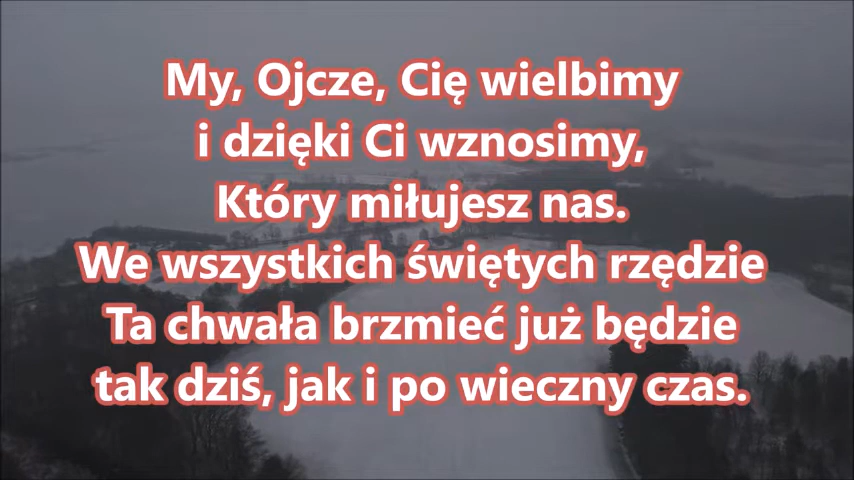 My, Ojcze, Cię wielbimy
i dzięki Ci wznosimy,
Który miłujesz nas.
We wszystkich świętych rzędzie
Ta chwała brzmieć już będzie
tak dziś, jak i po wieczny czas.